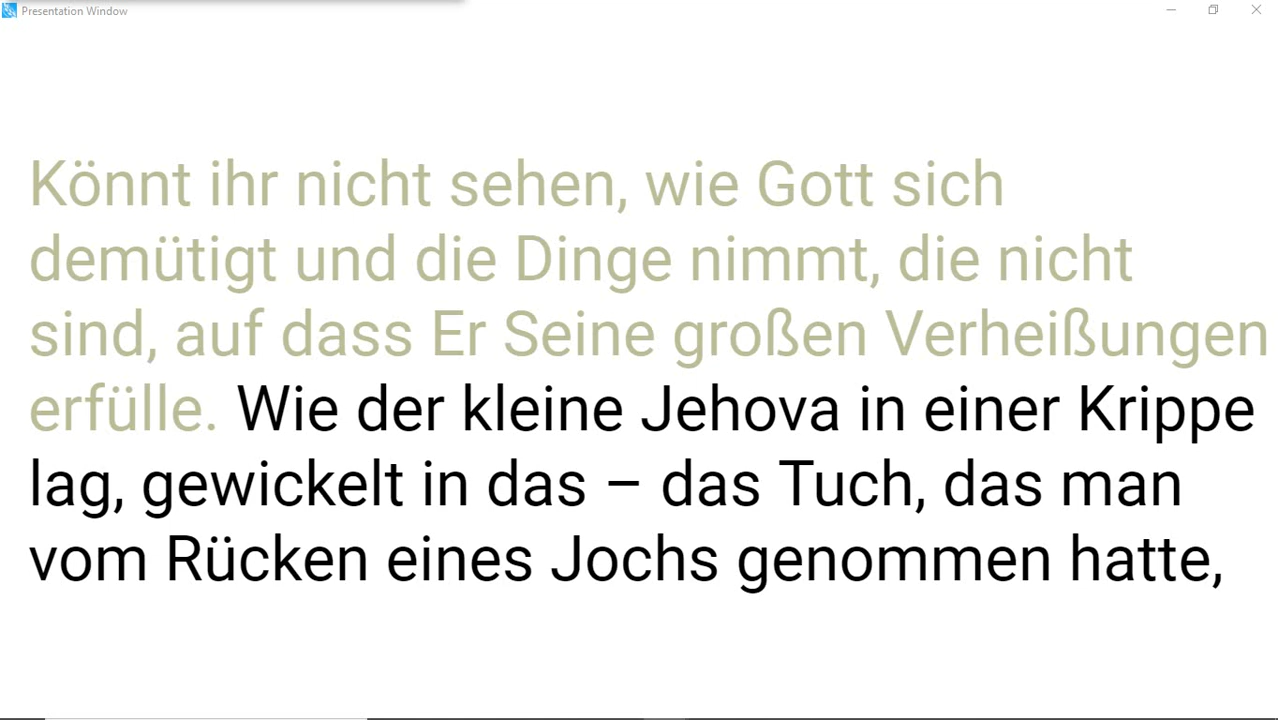 Presentation Window
Könnt ihr nicht sehen, wie Gott sich
demütigt und die Dinge nimmt, die nicht
sind, auf dass Er Seine großen Verheißungen
erfülle. Wie der kleine Jehova in einer Krippe
lag, gewickelt in das – das Tuch, das man
vom Rücken eines Jochs genommen hatte,